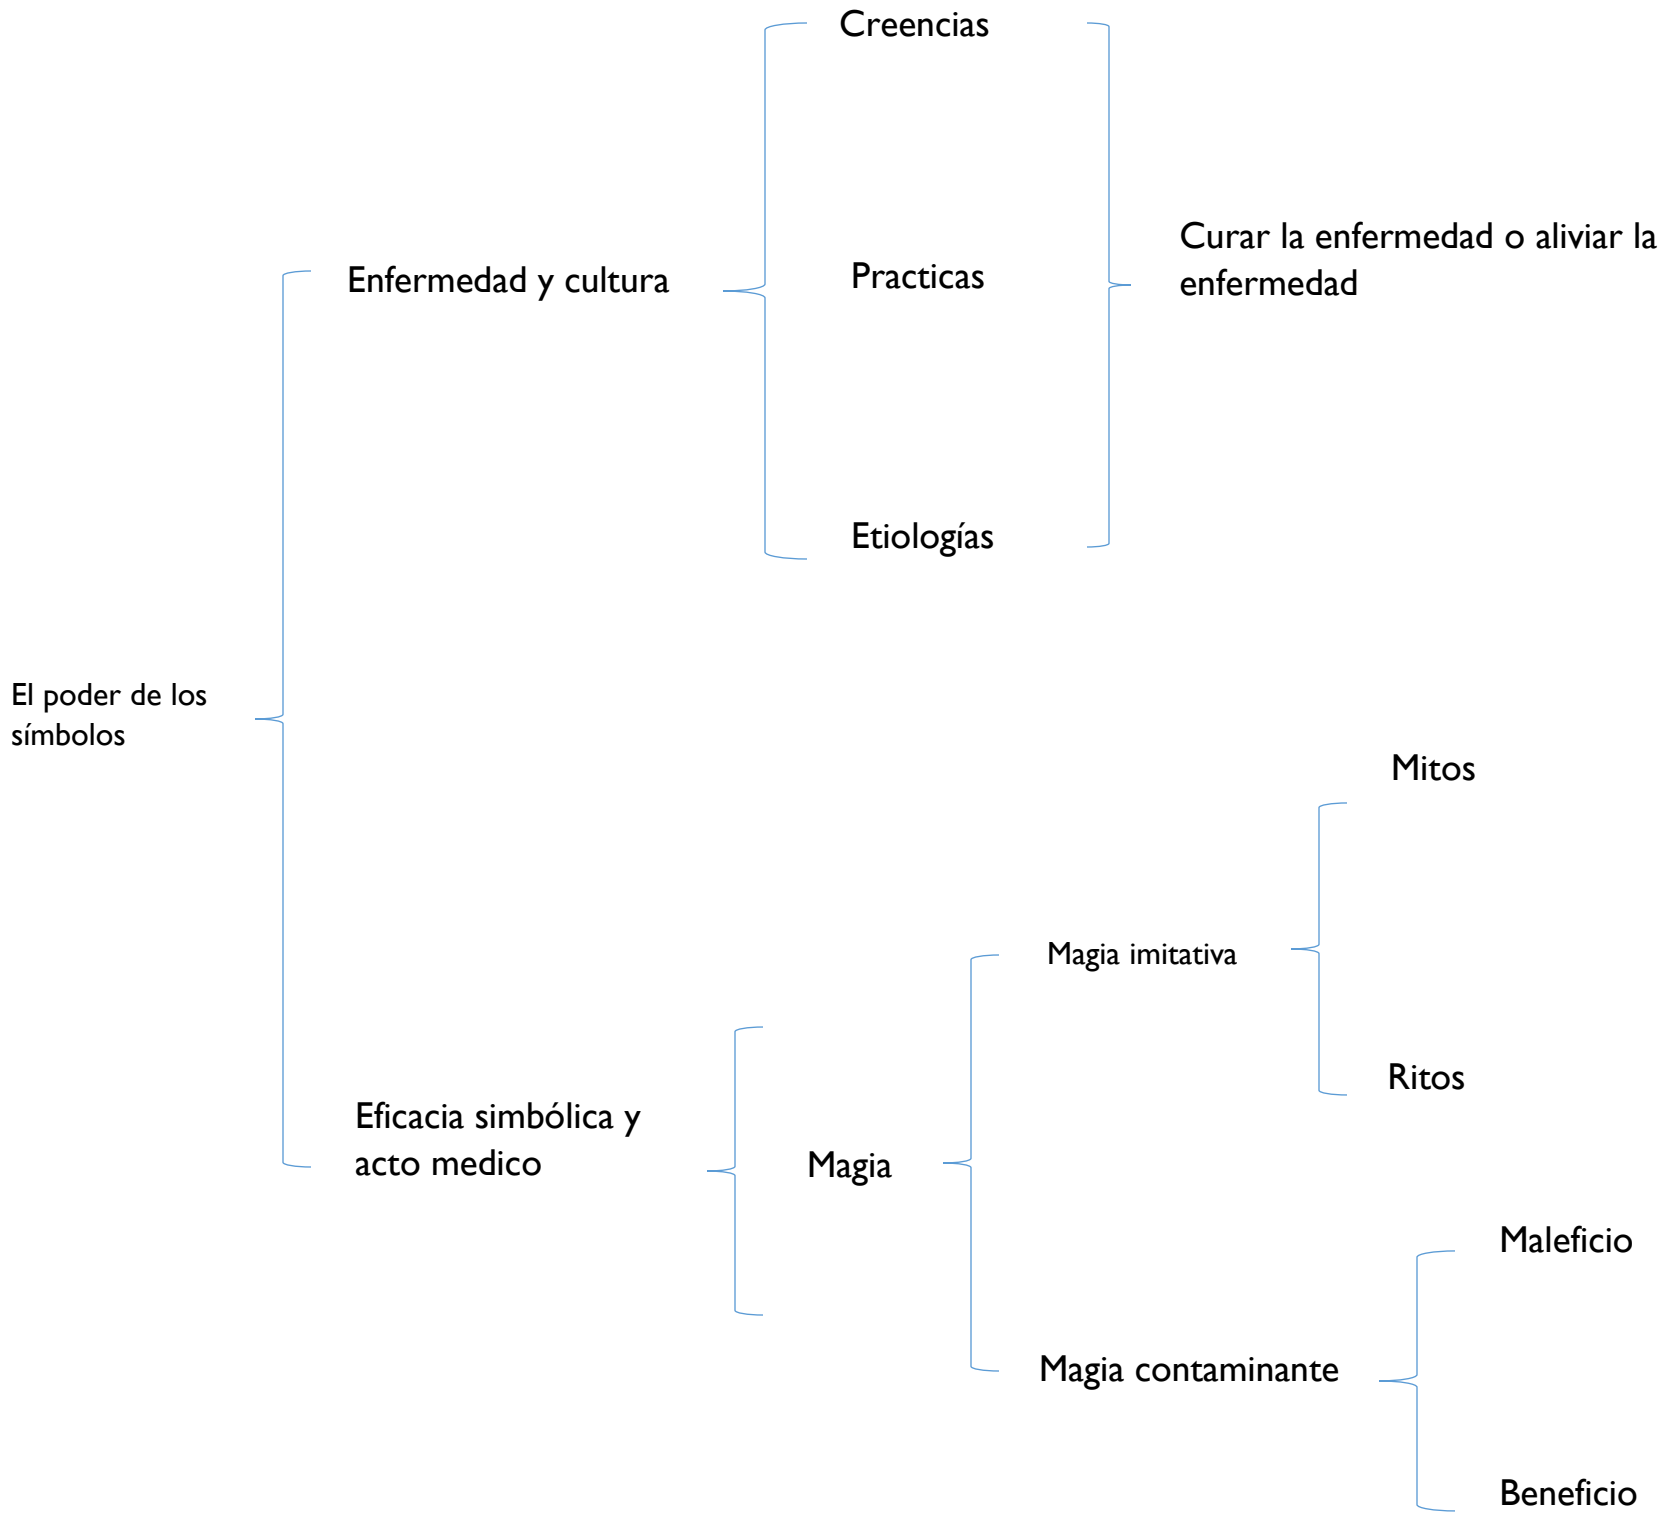 Creencias
Enfermedad y cultura
Practicas
Etiologías
Curar la enfermedad o aliviar la
enfermedad
El poder de los
símbolos
Eficacia simbólica y
acto medico
Magia
Magia imitativa
Mitos
Ritos
Magia contaminante
Maleficio
Beneficio